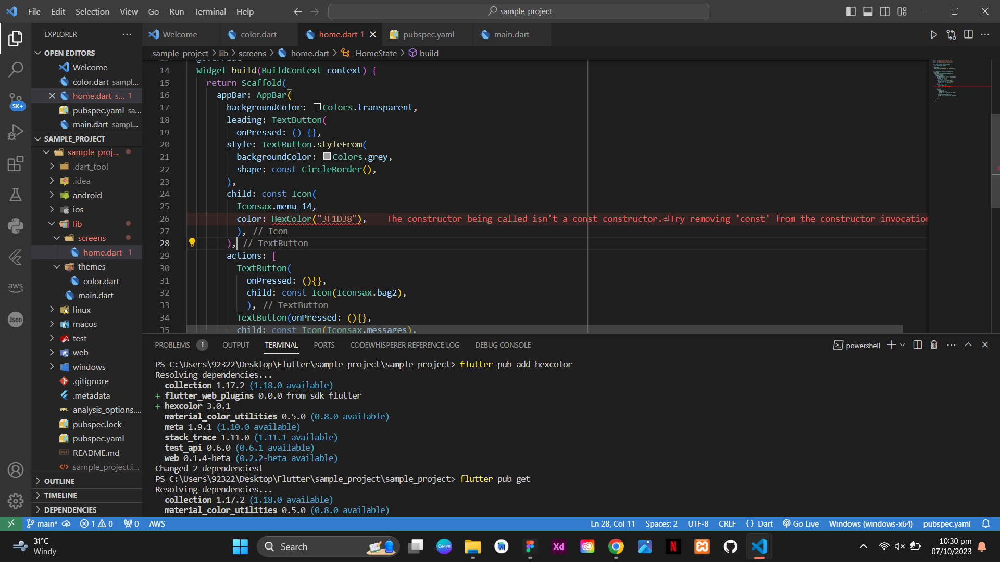 File Edit Selection View Go Run Terminal Help
sample_project
EXPLORER
Welcome
color.dart
home.dart 1
pubspec.yaml
main.dart
OPEN EDITORS
Welcome
color.dart sampl...
home.dart s... 1
pubspec.yaml sa...
main.dart sampl...
SAMPLE_PROJECT
sample_proj...
.dart_tool
.idea
android
ios
lib
screens
home.dart 1
themes
color.dart
main.dart
linux
macos
test
web
windows
.gitignore
.metadata
analysis_options....
pubspec.lock
pubspec.yaml
README.md
sample_project.i...
OUTLINE
TIMELINE
DEPENDENCIES
5K+
aws
Json
sample_project > lib > screens > home.dart > _HomeState > build
14 Widget build(BuildContext context) {
15 return Scaffold(
16 appBar: AppBar(
17 backgroundColor: Colors.transparent,
18 leading: TextButton(
19 onPressed: () {},
20 style: TextButton.styleFrom(
21 backgroundColor: Colors.grey,
22 shape: const CircleBorder(),
23 ),
24 child: const Icon(
25 Iconsax.menu_14,
26 color: HexColor("3F1D38"), The constructor being called isn't a const constructor.⏎Try removing 'const' from the constructor invocation
27 ), // Icon
28 ), // TextButton
29 actions: [
30 TextButton(
31 onPressed: (){},
32 child: const Icon(Iconsax.bag2),
33 ), // TextButton
34 TextButton(onPressed: (){},
35 child: const Icon(Iconsax.messages),
PROBLEMS 1 OUTPUT TERMINAL PORTS CODEWHISPERER REFERENCE LOG DEBUG CONSOLE
powershell
PS C:\Users\92322\Desktop\Flutter\sample_project\sample_project> flutter pub add hexcolor
Resolving dependencies...
collection 1.17.2 (1.18.0 available)
+ flutter_web_plugins 0.0.0 from sdk flutter
+ hexcolor 3.0.1
material_color_utilities 0.5.0 (0.8.0 available)
meta 1.9.1 (1.10.0 available)
stack_trace 1.11.0 (1.11.1 available)
test_api 0.6.0 (0.6.1 available)
web 0.1.4-beta (0.2.2-beta available)
Changed 2 dependencies!
PS C:\Users\92322\Desktop\Flutter\sample_project\sample_project> flutter pub get
Resolving dependencies...
collection 1.17.2 (1.18.0 available)
material_color_utilities 0.5.0 (0.8.0 available)
main* 1 0 0 AWS
Ln 28, Col 11 Spaces: 2 UTF-8 CRLF {} Dart Go Live Windows (windows-x64) pubspec.yaml
31°C
Windy
Search
Canva
Xd
N
10:30 pm
07/10/2023